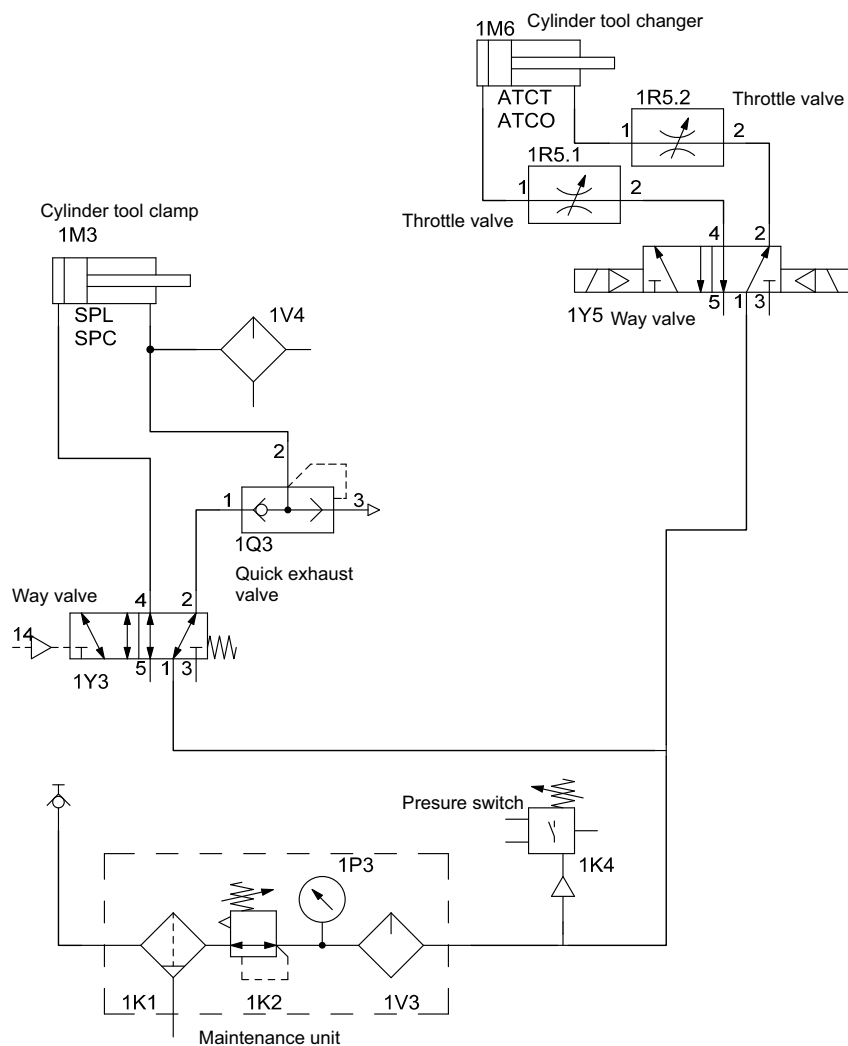 Cylinder tool changer
1M6
ATCT
ATCO
1R5.2
Throttle valve
1
2
1R5.1
1
2
Throttle valve
4
2
5
1
3
1Y5
Way valve
Cylinder tool clamp
1M3
SPL
SPC
1V4
2
1
3
1Q3
Quick exhaust
valve
Way valve
4
2
14
5
1
3
1Y3
Presure switch
1K4
1P3
1K1
1K2
1V3
Maintenance unit